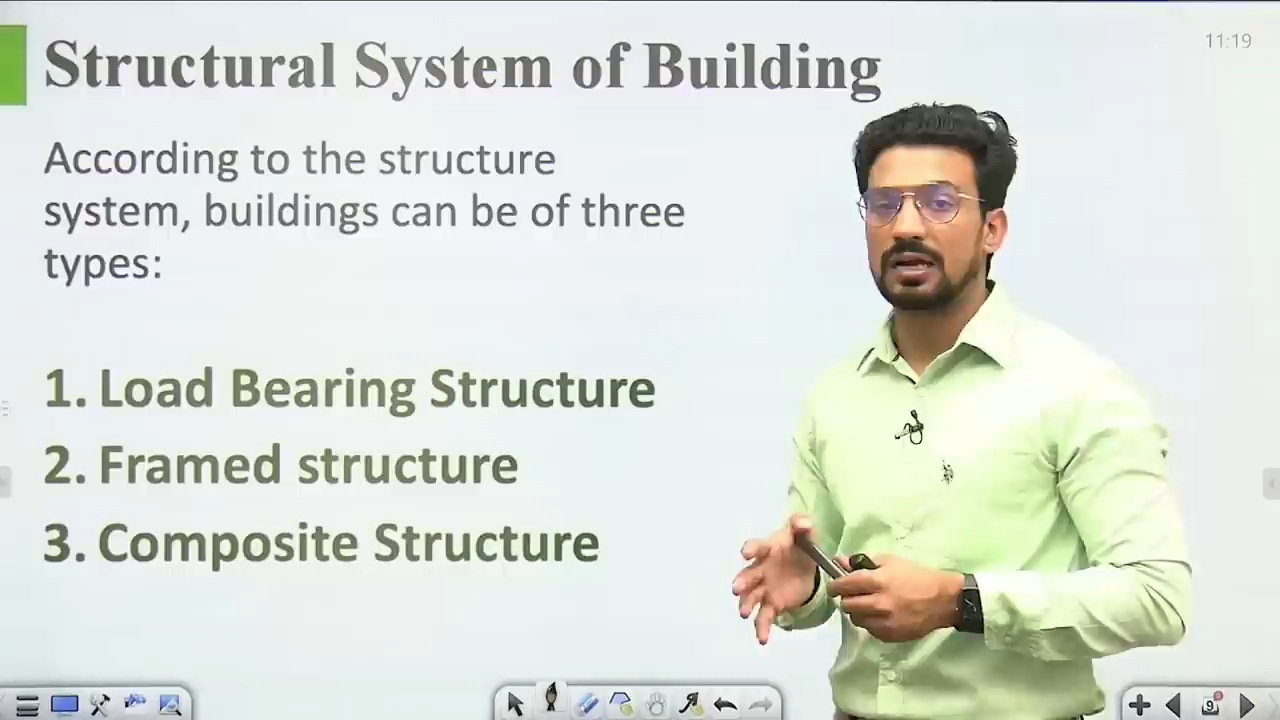 Structural System of Building
11:19
According to the structure
system, buildings can be of three
types:
1. Load Bearing Structure
2. Framed structure
3. Composite Structure
9